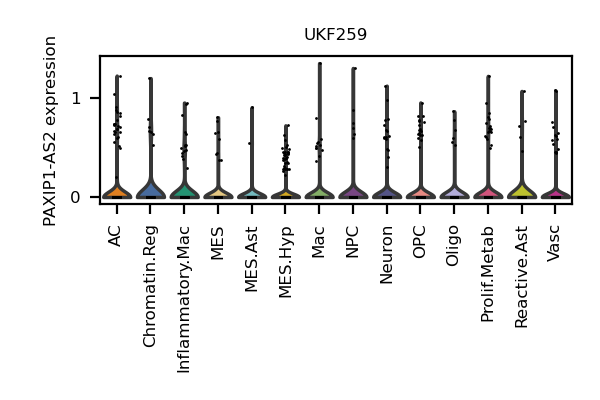 UKF259
PAXIP1-AS2 expression
1
0
AC
Chromatin.Reg
Inflammatory.Mac
MES
MES.Ast
MES.Hyp
Mac
NPC
Neuron
OPC
Oligo
Prolif.Metab
Reactive.Ast
Vasc